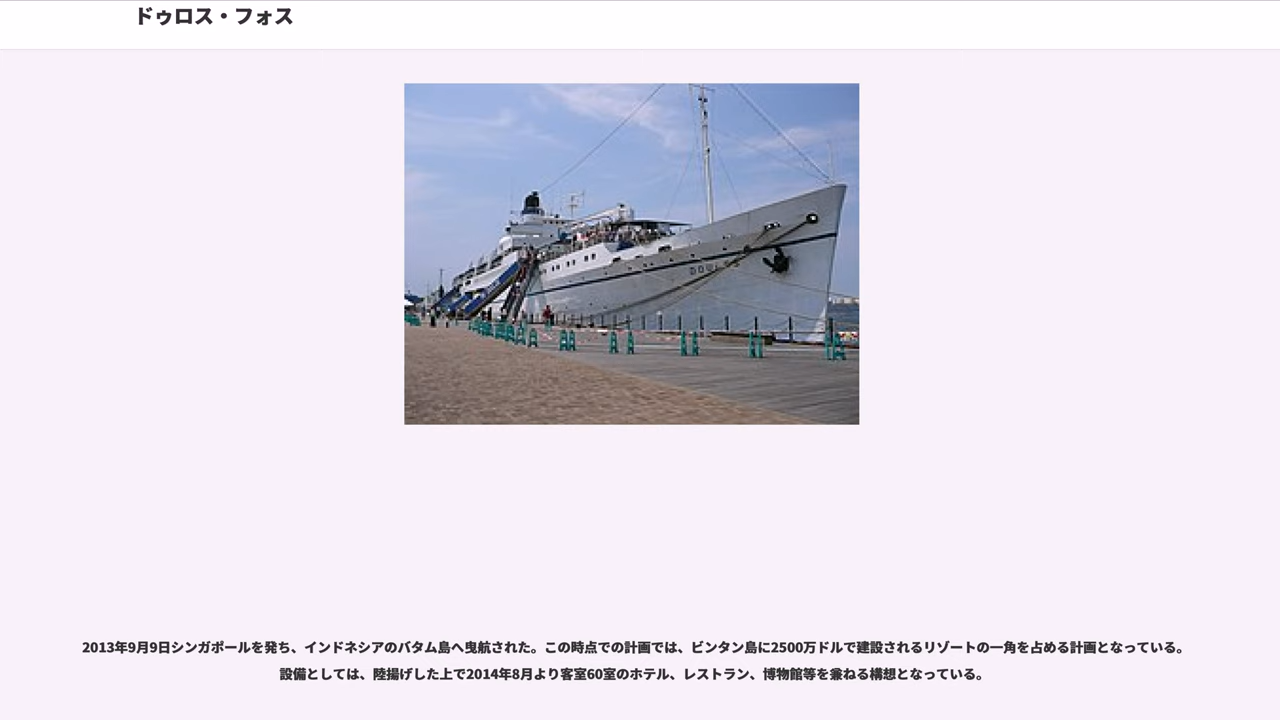 ドゥロス・フォス
2013年9月9日シンガポールを発ち、インドネシアのバタム島へ曳航された。この時点での計画では、ビンタン島に2500万ドルで建設されるリゾートの一角を占める計画となっている。
設備としては、陸揚げした上で2014年8月より客室60室のホテル、レストラン、博物館等を兼ねる構想となっている。